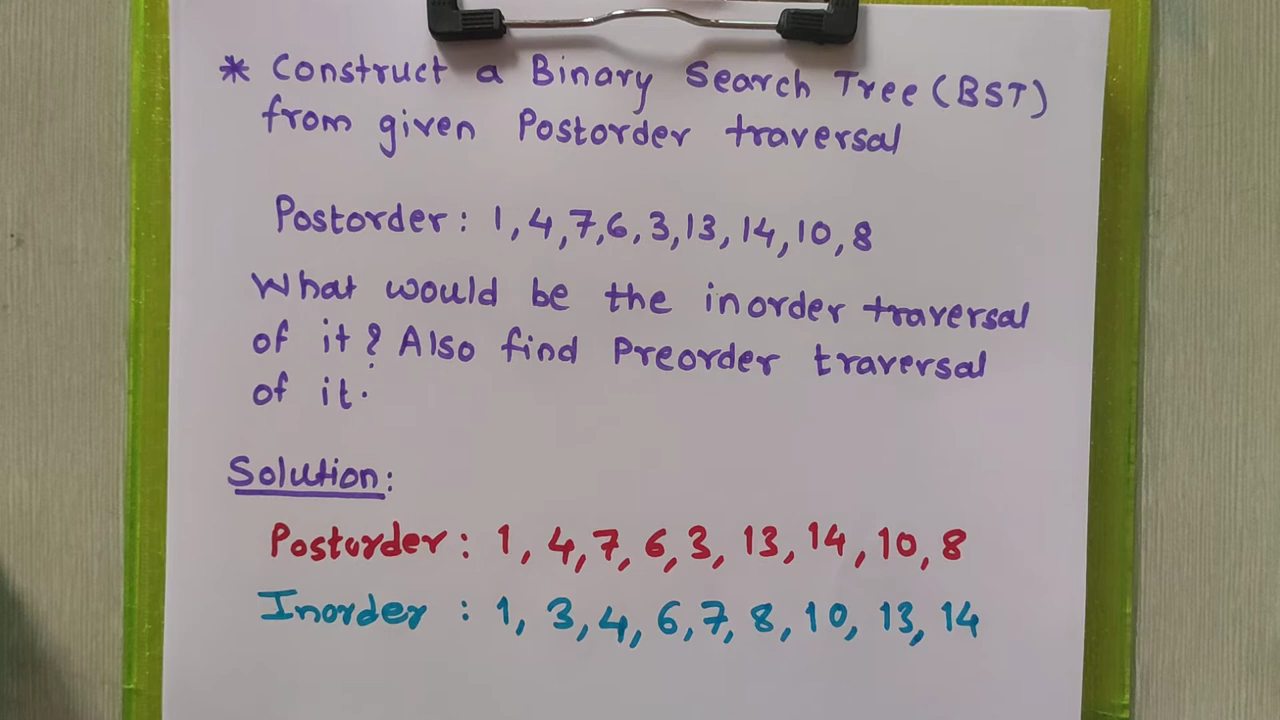 * Construct a Binary Search Tree (BST)
from given Postorder traversal
Postorder: 1,4,7,6,3,13,14,10,8
What would be the inorder traversal
of it? Also find Preorder traversal
of it.
Solution:
Postorder: 1, 4, 7, 6, 3, 13, 14, 10, 8
Inorder : 1, 3, 4, 6, 7, 8, 10, 13, 14